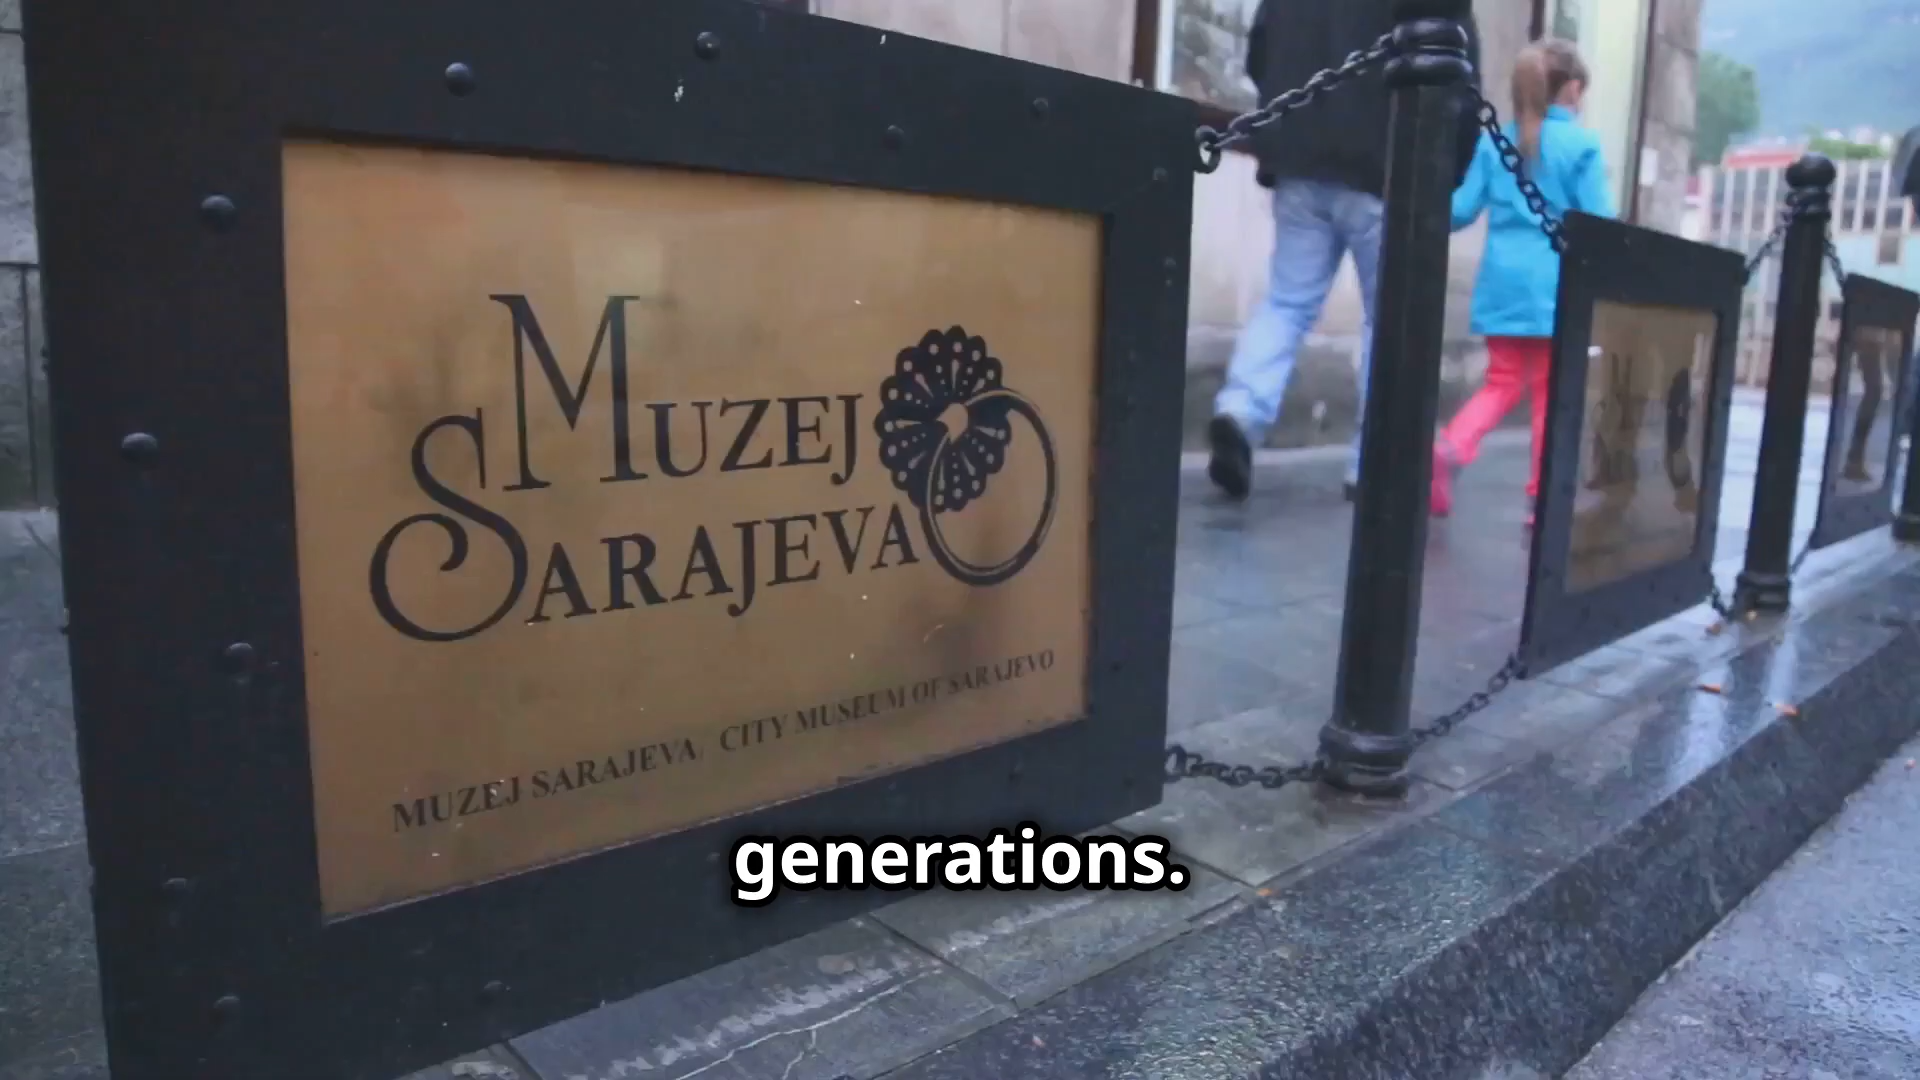 MUZEJ
SARAJEVA
MUZEJ SARAJEVA, CITY MUSEUM OF SARAJEVO
generations.